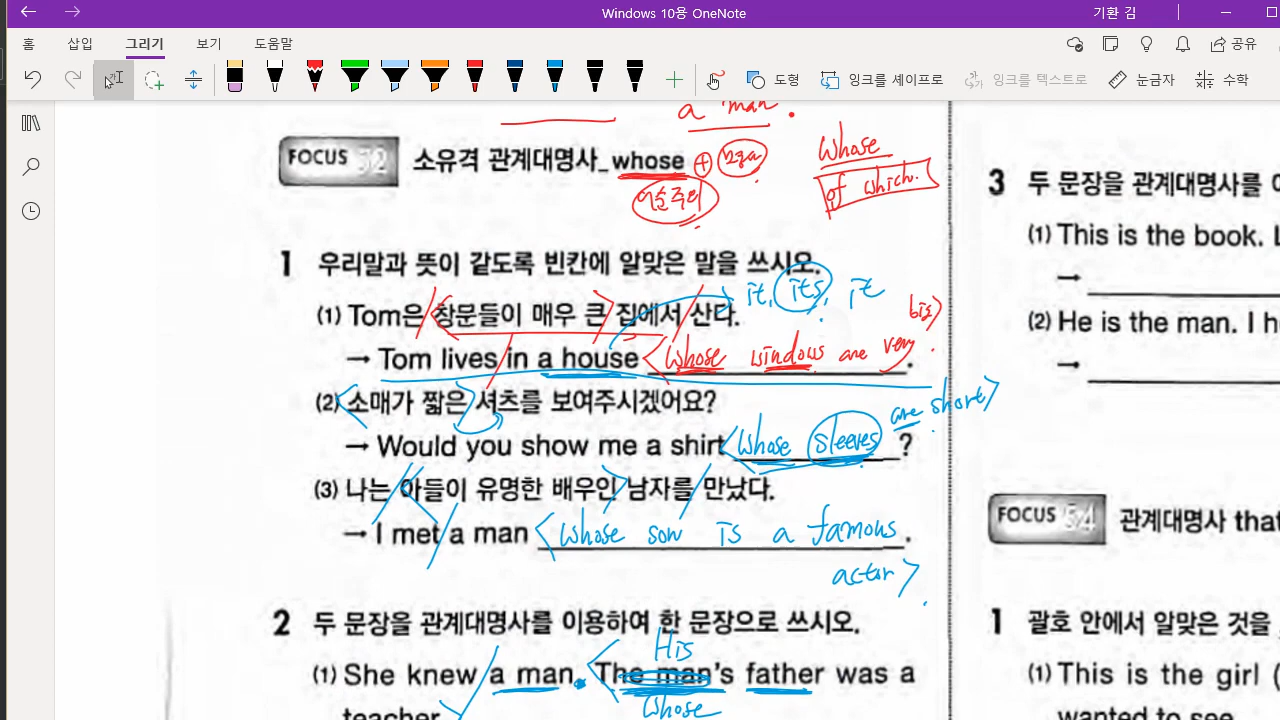 Windows 10용 OneNote
기환 김
홈 삽입 그리기 보기 도움말
공유
도형 잉크를 셰이프로 잉크를 텍스트로 눈금자 수학
a man.
FOCUS 52 소유격 관계대명사_whose + 명사
whose
of which.
1 우리말과 뜻이 같도록 빈칸에 알맞은 말을 쓰시오.
it, its, it
(1) Tom은 창문들이 매우 큰 집에서 산다.
big
→ Tom lives in a house whose windows are very.
(2) 소매가 짧은 셔츠를 보여주시겠어요?
are short
→ Would you show me a shirt whose sleeves ?
(3) 나는 아들이 유명한 배우인 남자를 만났다.
→ I met a man whose son is a famous .
actor
2 두 문장을 관계대명사를 이용하여 한 문장으로 쓰시오.
His
(1) She knew a man. The man's father was a
whose
teacher
3 두 문장을 관계대명사를
(1) This is the book.
→
(2) He is the man. I h
→
FOCUS 54 관계대명사 that
1 괄호 안에서 알맞은 것을
(1) This is the girl (
wanted to see.